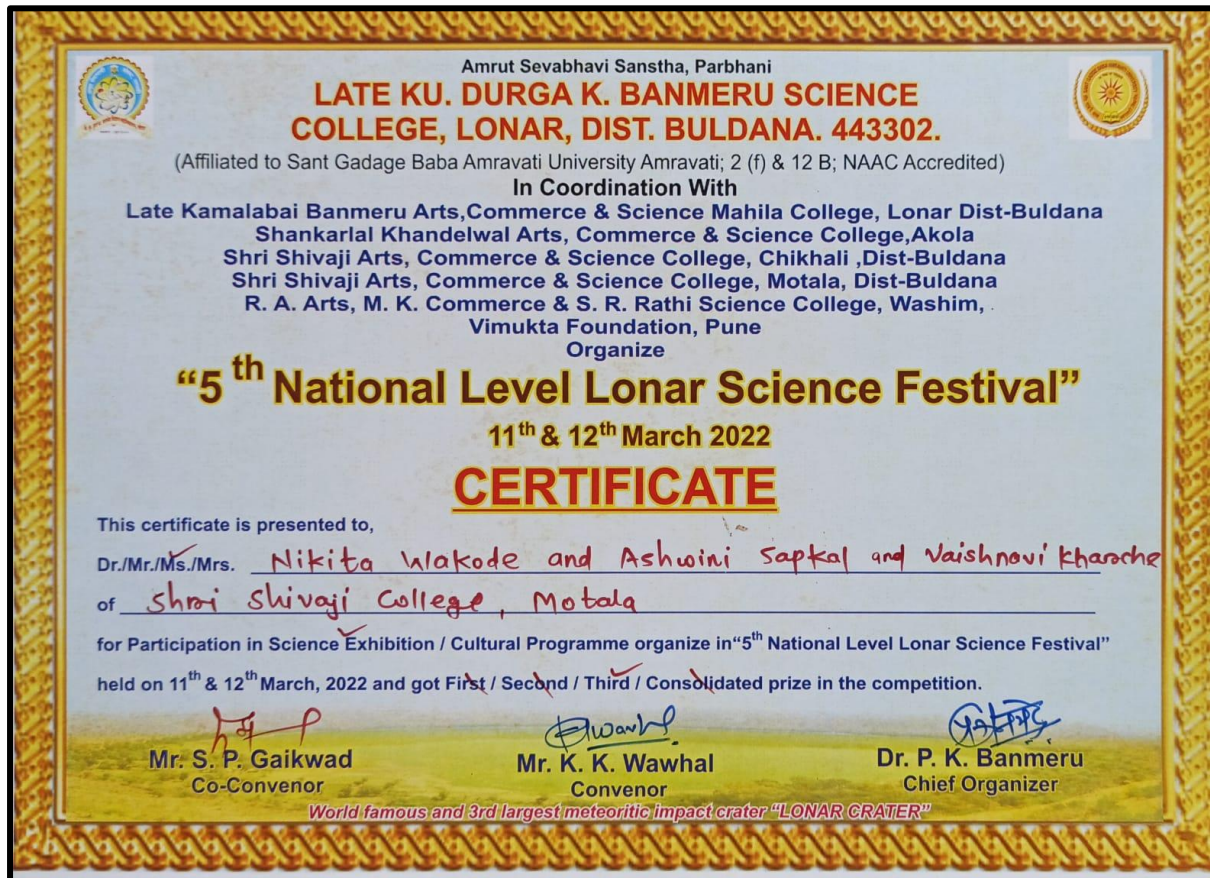 Amrut Sevabhavi Sanstha, Parbhani
LATE KU. DURGA K. BANMERU SCIENCE
COLLEGE, LONAR, DIST. BULDANA. 443302.
(Affiliated to Sant Gadage Baba Amravati University Amravati; 2 (f) & 12 B; NAAC Accredited)
In Coordination With
Late Kamalabai Banmeru Arts,Commerce & Science Mahila College, Lonar Dist-Buldana
Shankarlal Khandelwal Arts, Commerce & Science College,Akola
Shri Shivaji Arts, Commerce & Science College, Chikhali ,Dist-Buldana
Shri Shivaji Arts, Commerce & Science College, Motala, Dist-Buldana
R. A. Arts, M. K. Commerce & S. R. Rathi Science College, Washim,
Vimukta Foundation, Pune
Organize
“5 th National Level Lonar Science Festival”
11th & 12th March 2022
CERTIFICATE
This certificate is presented to,
Dr./Mr./Ms./Mrs. Nikita Wakode and Ashwini Sapkal and Vaishnavi Kharche
of Shri Shivaji College, Motala
for Participation in Science Exhibition / Cultural Programme organize in“5th National Level Lonar Science Festival”
held on 11th & 12th March, 2022 and got First / Second / Third / Consolidated prize in the competition.
Mr. S. P. Gaikwad
Co-Convenor
Mr. K. K. Wawhal
Convenor
Dr. P. K. Banmeru
Chief Organizer
World famous and 3rd largest meteoritic impact crater “LONAR CRATER”